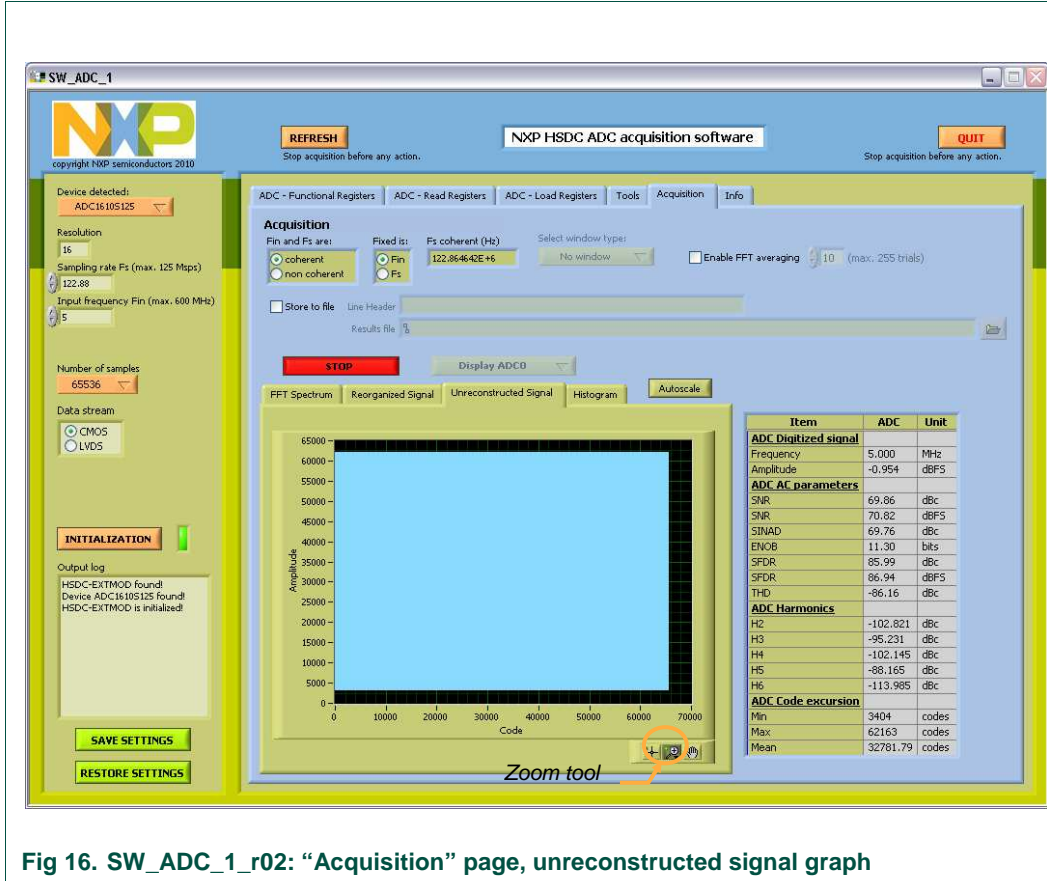 SW_ADC_1
NXP
copyright NXP semiconductors 2010
REFRESH
Stop acquisition before any action.
NXP HSDC ADC acquisition software
QUIT
Stop acquisition before any action.
Device detected:
ADC1610S125
Resolution
16
Sampling rate Fs (max. 125 Msps)
122.88
Input frequency Fin (max. 600 MHz)
5
Number of samples
65536
Data stream
CMOS
LVDS
INITIALIZATION
Output log
HSDC-EXTMOD found!
Device ADC1610S125 found!
HSDC-EXTMOD is initialized!
SAVE SETTINGS
RESTORE SETTINGS
ADC - Functional Registers ADC - Read Registers ADC - Load Registers Tools Acquisition Info
Acquisition
Fin and Fs are: Fixed is: Fs coherent (Hz) Select window type:
coherent Fin 122.864642E+6 No window Enable FFT averaging 10 (max. 255 trials)
non coherent Fs
Store to file Line Header
Results file
STOP Display ADC0
FFT Spectrum Reorganized Signal Unreconstructed Signal Histogram Autoscale
Amplitude
65000
60000
55000
50000
45000
40000
35000
30000
25000
20000
15000
10000
5000
0
0 10000 20000 30000 40000 50000 60000 70000
Code
Zoom tool
Item ADC Unit
ADC Digitized signal
Frequency 5.000 MHz
Amplitude -0.954 dBFS
ADC AC parameters
SNR 69.86 dBc
SNR 70.82 dBFS
SINAD 69.76 dBc
ENOB 11.30 bits
SFDR 85.99 dBc
SFDR 86.94 dBFS
THD -86.16 dBc
ADC Harmonics
H2 -102.821 dBc
H3 -95.231 dBc
H4 -102.145 dBc
H5 -88.165 dBc
H6 -113.985 dBc
ADC Code excursion
Min 3404 codes
Max 62163 codes
Mean 32781.79 codes
Fig 16. SW_ADC_1_r02: “Acquisition” page, unreconstructed signal graph